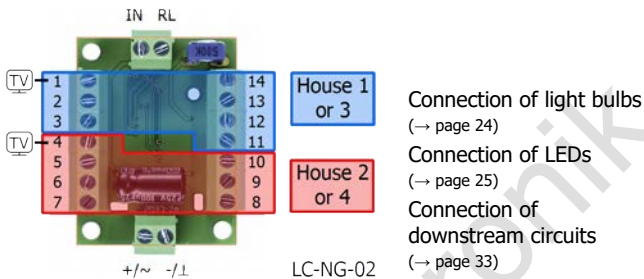 IN RL
TV 1 14
2 13
3 12
TV 4 11
5 10
6 9
7 8
House 1
or 3
House 2
or 4
+/~ -/⊥
LC-NG-02
Connection of light bulbs
(→ page 24)
Connection of LEDs
(→ page 25)
Connection of
downstream circuits
(→ page 33)